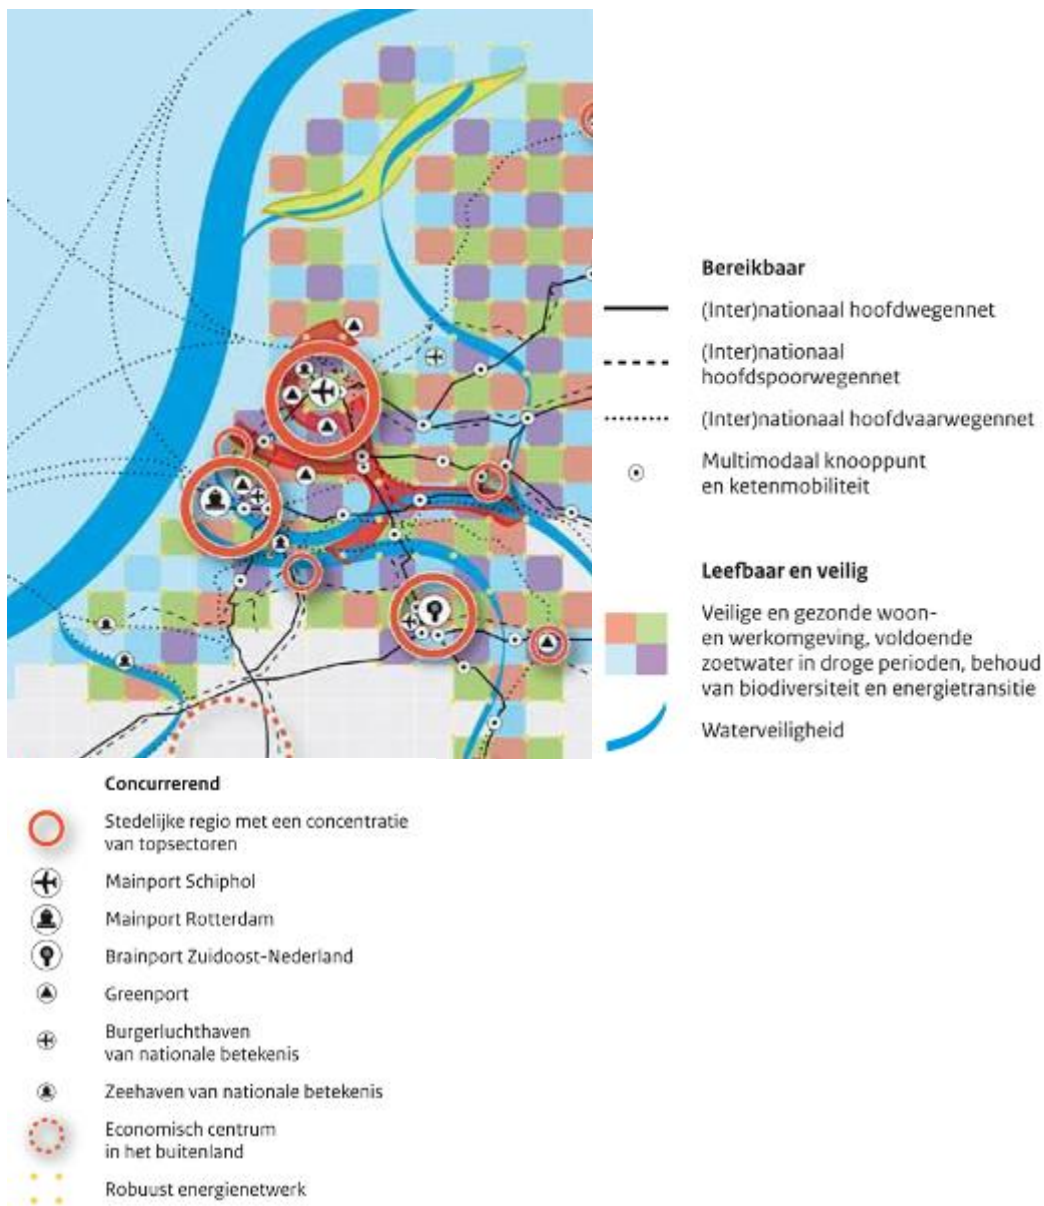 Bereikbaar
(Inter)nationaal hoofdwegennet
(Inter)nationaal
hoofdspoorwegennet
(Inter)nationaal hoofdvaarwegennet
Multimodaal knooppunt
en ketenmobiliteit
Leefbaar en veilig
Veilige en gezonde woon-
en werkomgeving, voldoende
zoetwater in droge perioden, behoud
van biodiversiteit en energietransitie
Waterveiligheid
Concurrerend
Stedelijke regio met een concentratie
van topsectoren
Mainport Schiphol
Mainport Rotterdam
Brainport Zuidoost-Nederland
Greenport
Burgerluchthaven
van nationale betekenis
Zeehaven van nationale betekenis
Economisch centrum
in het buitenland
Robuust energienetwerk